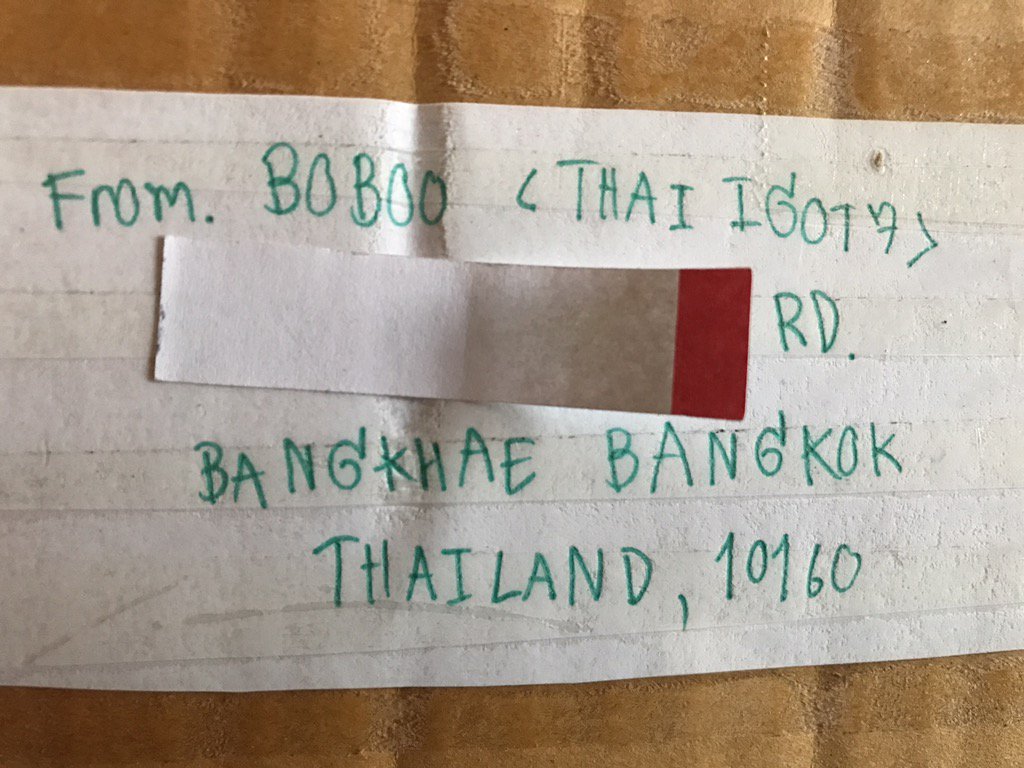 From. BOBOO <THAI IGOT7>
RD.
BANGKHAE BANGKOK
THAILAND, 10160